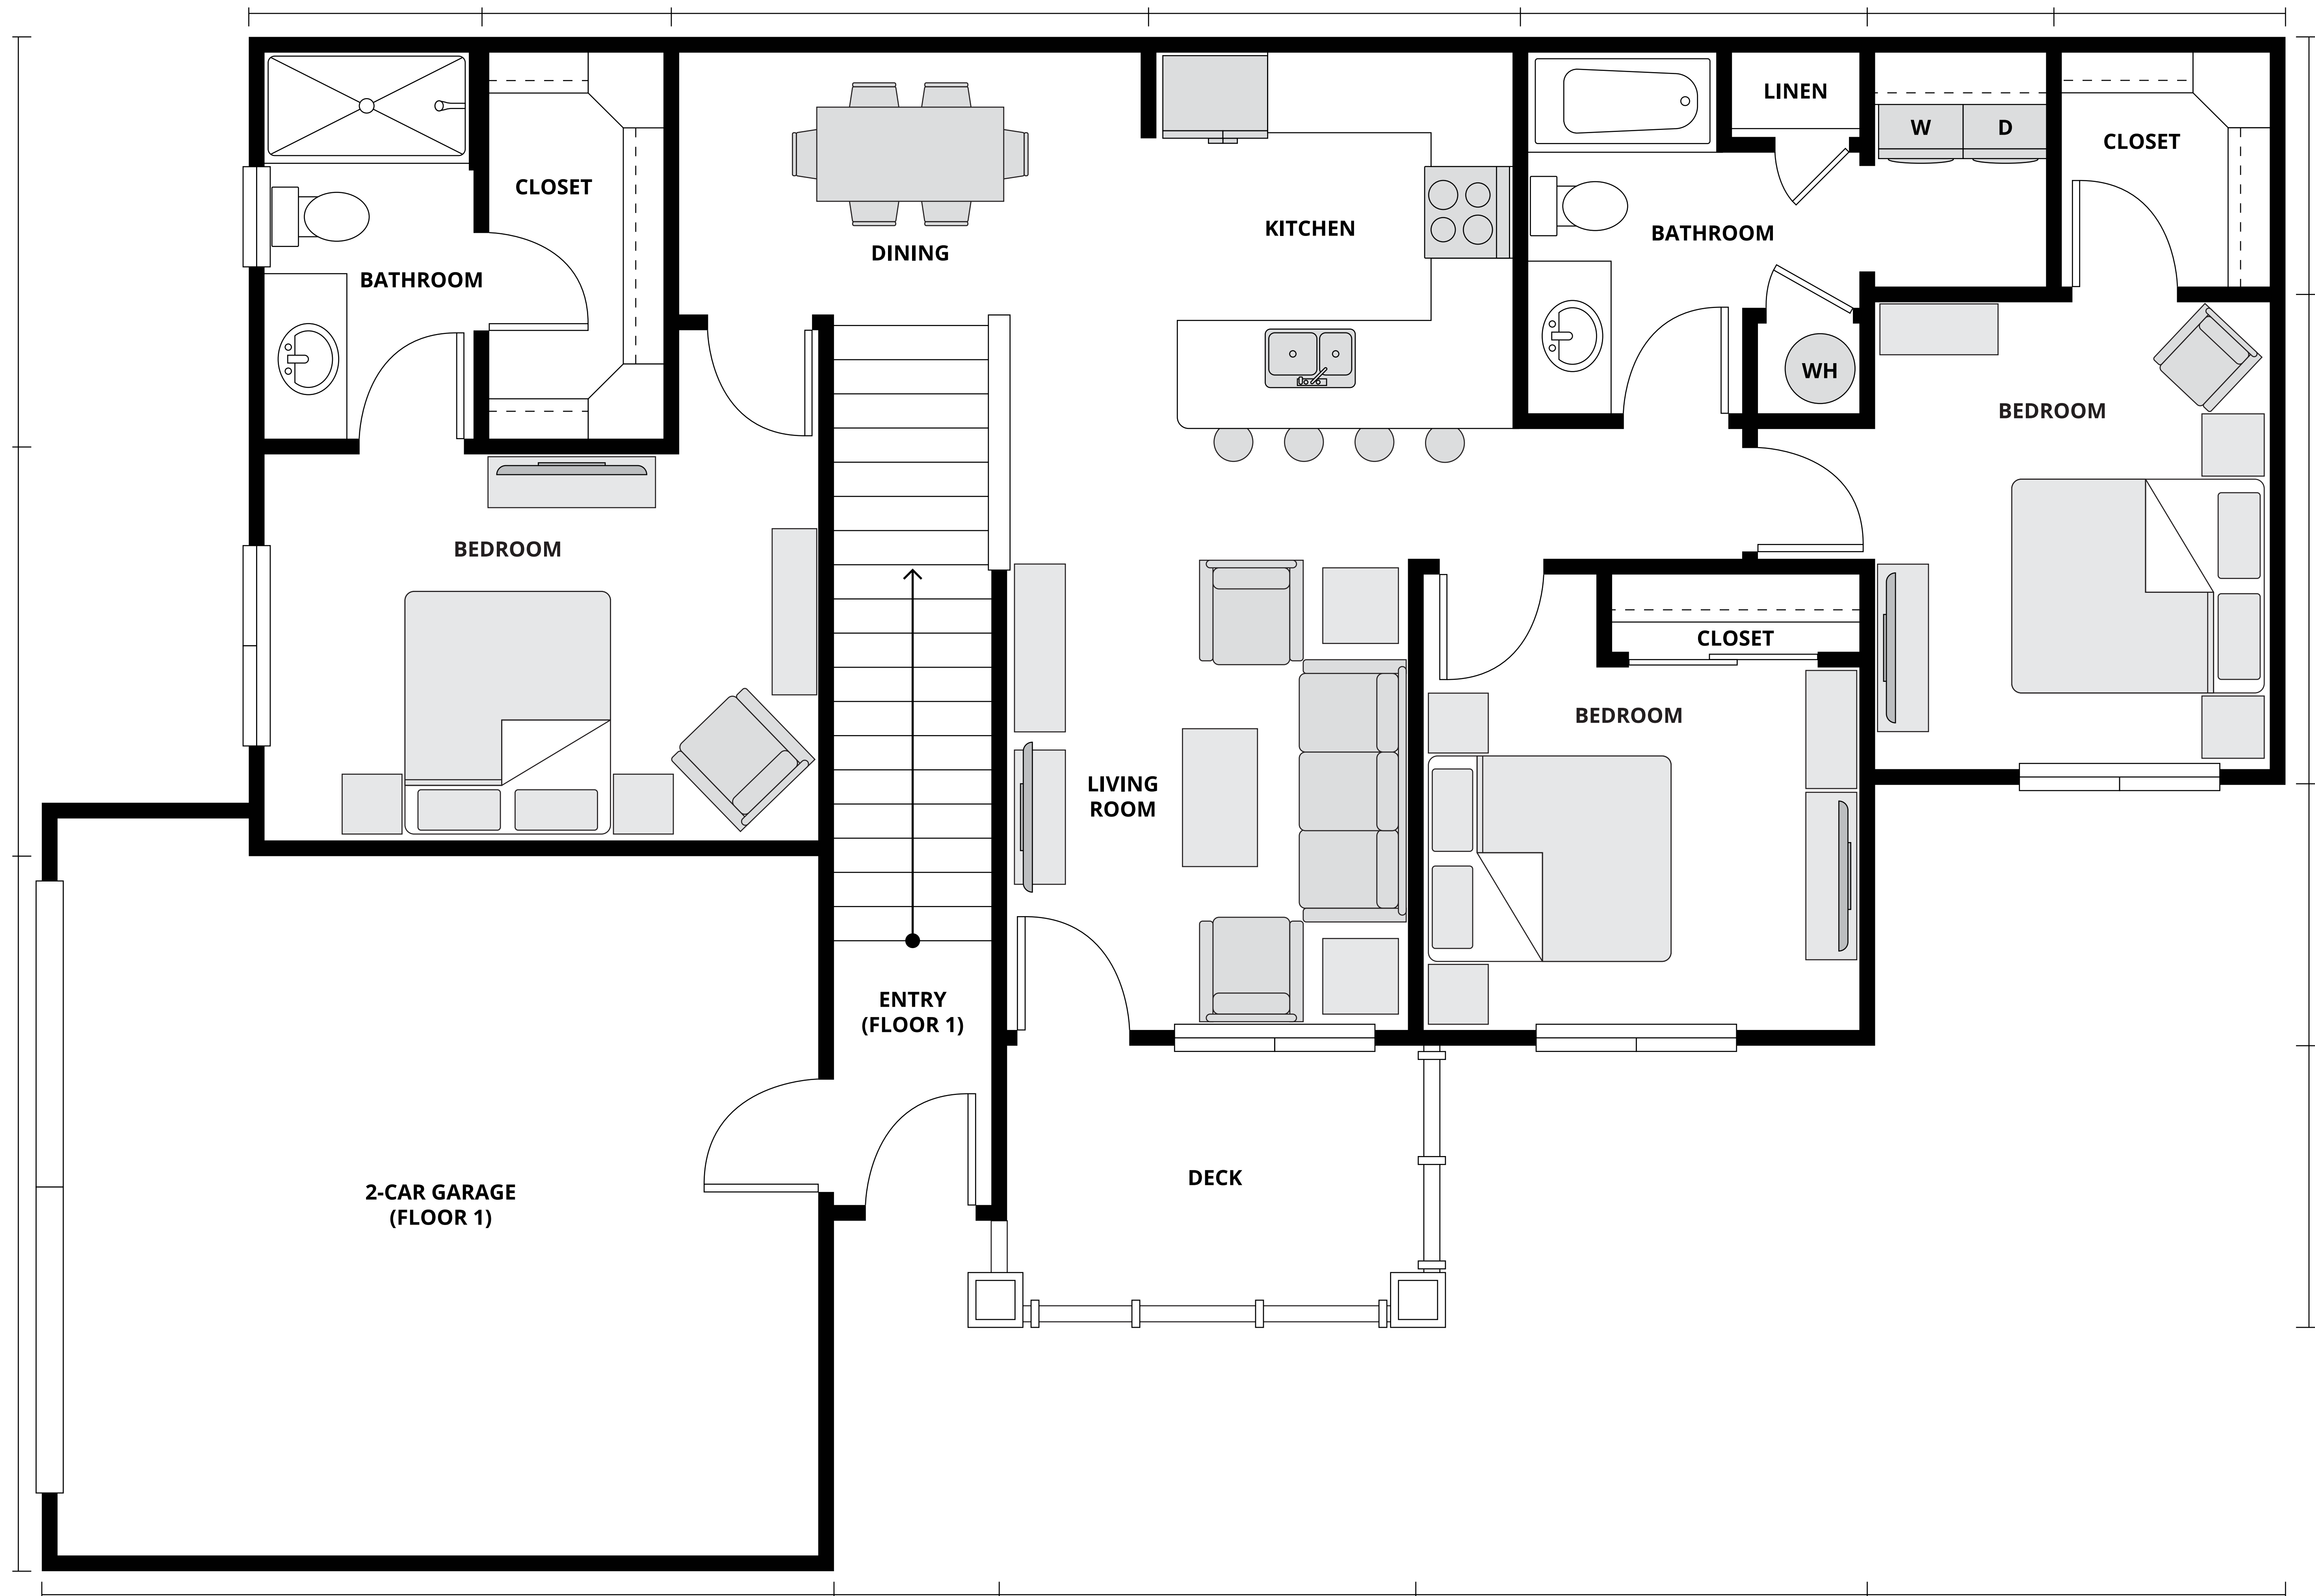 LINEN
W
D
CLOSET
CLOSET
KITCHEN
BATHROOM
DINING
BATHROOM
WH
BEDROOM
BEDROOM
CLOSET
BEDROOM
LIVING
ROOM
ENTRY
(FLOOR 1)
DECK
2-CAR GARAGE
(FLOOR 1)